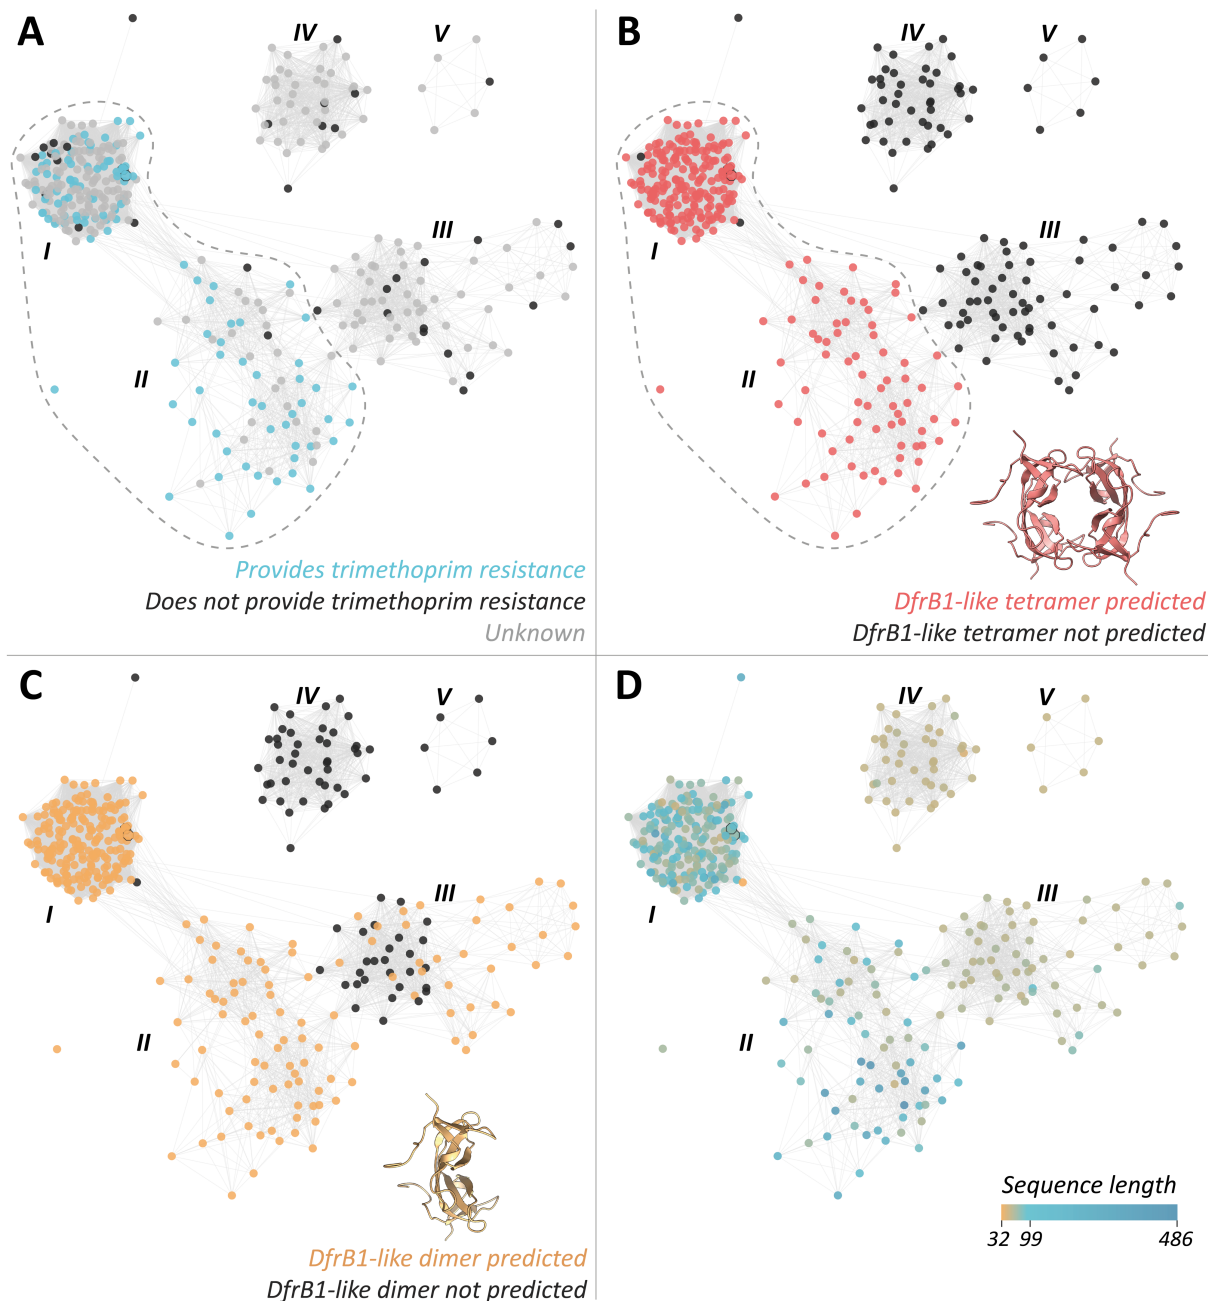 A
IV
V
I
III
II
Provides trimethoprim resistance
Does not provide trimethoprim resistance
Unknown
B
IV
V
I
III
II
DfrB1-like tetramer predicted
DfrB1-like tetramer not predicted
C
IV
V
III
I
II
DfrB1-like dimer predicted
DfrB1-like dimer not predicted
D
IV
V
III
I
II
Sequence length
32 99 486